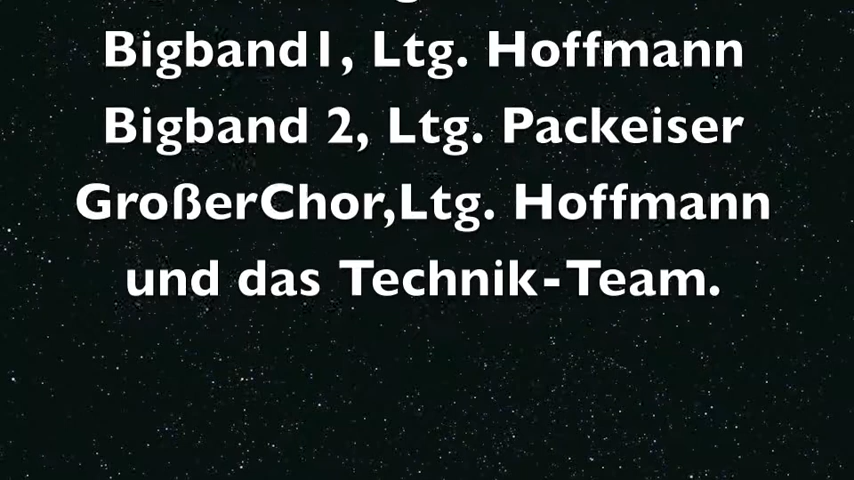 Bigband1, Ltg. Hoffmann
Bigband 2, Ltg. Packeiser
GroßerChor,Ltg. Hoffmann
und das Technik-Team.